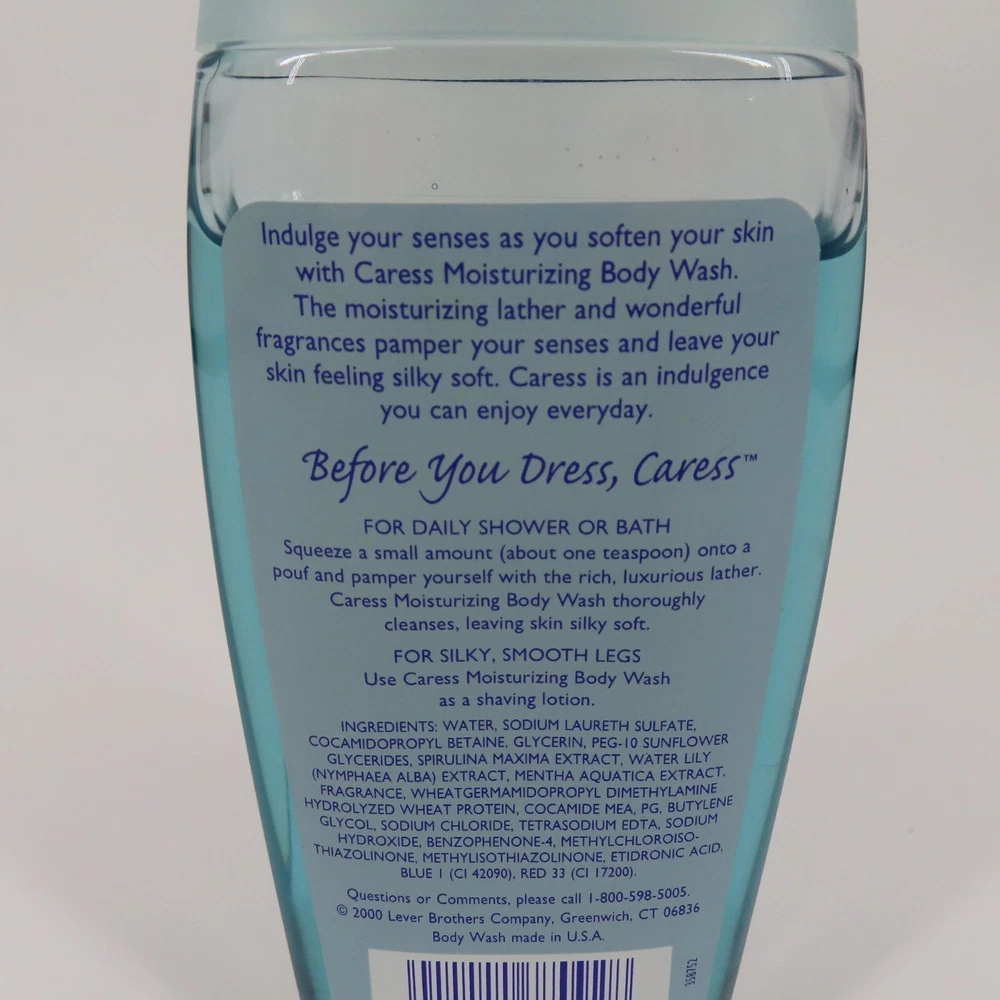 Indulge your senses as you soften your skin
with Caress Moisturizing Body Wash.
The moisturizing lather and wonderful
fragrances pamper your senses and leave your
skin feeling silky soft. Caress is an indulgence
you can enjoy everyday.
Before You Dress, Caress™
FOR DAILY SHOWER OR BATH
Squeeze a small amount (about one teaspoon) onto a
pouf and pamper yourself with the rich, luxurious lather.
Caress Moisturizing Body Wash thoroughly
cleanses, leaving skin silky soft.
FOR SILKY, SMOOTH LEGS
Use Caress Moisturizing Body Wash
as a shaving lotion.
INGREDIENTS: WATER, SODIUM LAURETH SULFATE,
COCAMIDOPROPYL BETAINE, GLYCERIN, PEG-10 SUNFLOWER
GLYCERIDES, SPIRULINA MAXIMA EXTRACT, WATER LILY
(NYMPHAEA ALBA) EXTRACT, MENTHA AQUATICA EXTRACT,
FRAGRANCE, WHEATGERMAMIDOPROPYL DIMETHYLAMINE
HYDROLYZED WHEAT PROTEIN, COCAMIDE MEA, PG, BUTYLENE
GLYCOL, SODIUM CHLORIDE, TETRASODIUM EDTA, SODIUM
HYDROXIDE, BENZOPHENONE-4, METHYLCHLOROISO-
THIAZOLINONE, METHYLISOTHIAZOLINONE, ETIDRONIC ACID,
BLUE 1 (CI 42090), RED 33 (CI 17200).
Questions or Comments, please call 1-800-598-5005.
© 2000 Lever Brothers Company, Greenwich, CT 06836
Body Wash made in U.S.A.
358752